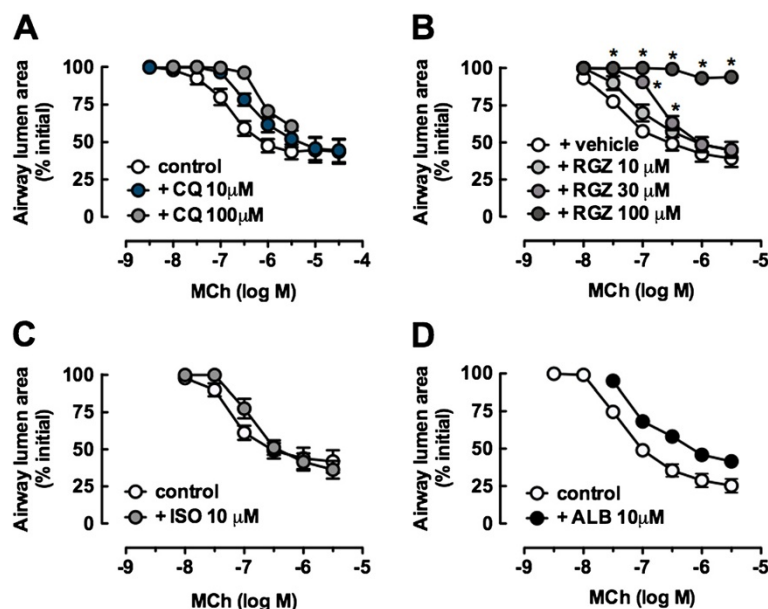 A
Airway lumen area
(% initial)
100
75
50
25
0
control
+ CQ 10μM
+ CQ 100μM
-9 -8 -7 -6 -5 -4
MCh (log M)
B
Airway lumen area
(% initial)
100
75
50
25
0
* * * * *
*
*
+ vehicle
+ RGZ 10 μM
+ RGZ 30 μM
+ RGZ 100 μM
-9 -8 -7 -6 -5
MCh (log M)
C
Airway lumen area
(% initial)
100
75
50
25
0
control
+ ISO 10 μM
-9 -8 -7 -6 -5
MCh (log M)
D
Airway lumen area
(% initial)
100
75
50
25
0
control
+ ALB 10μM
-9 -8 -7 -6 -5
MCh (log M)